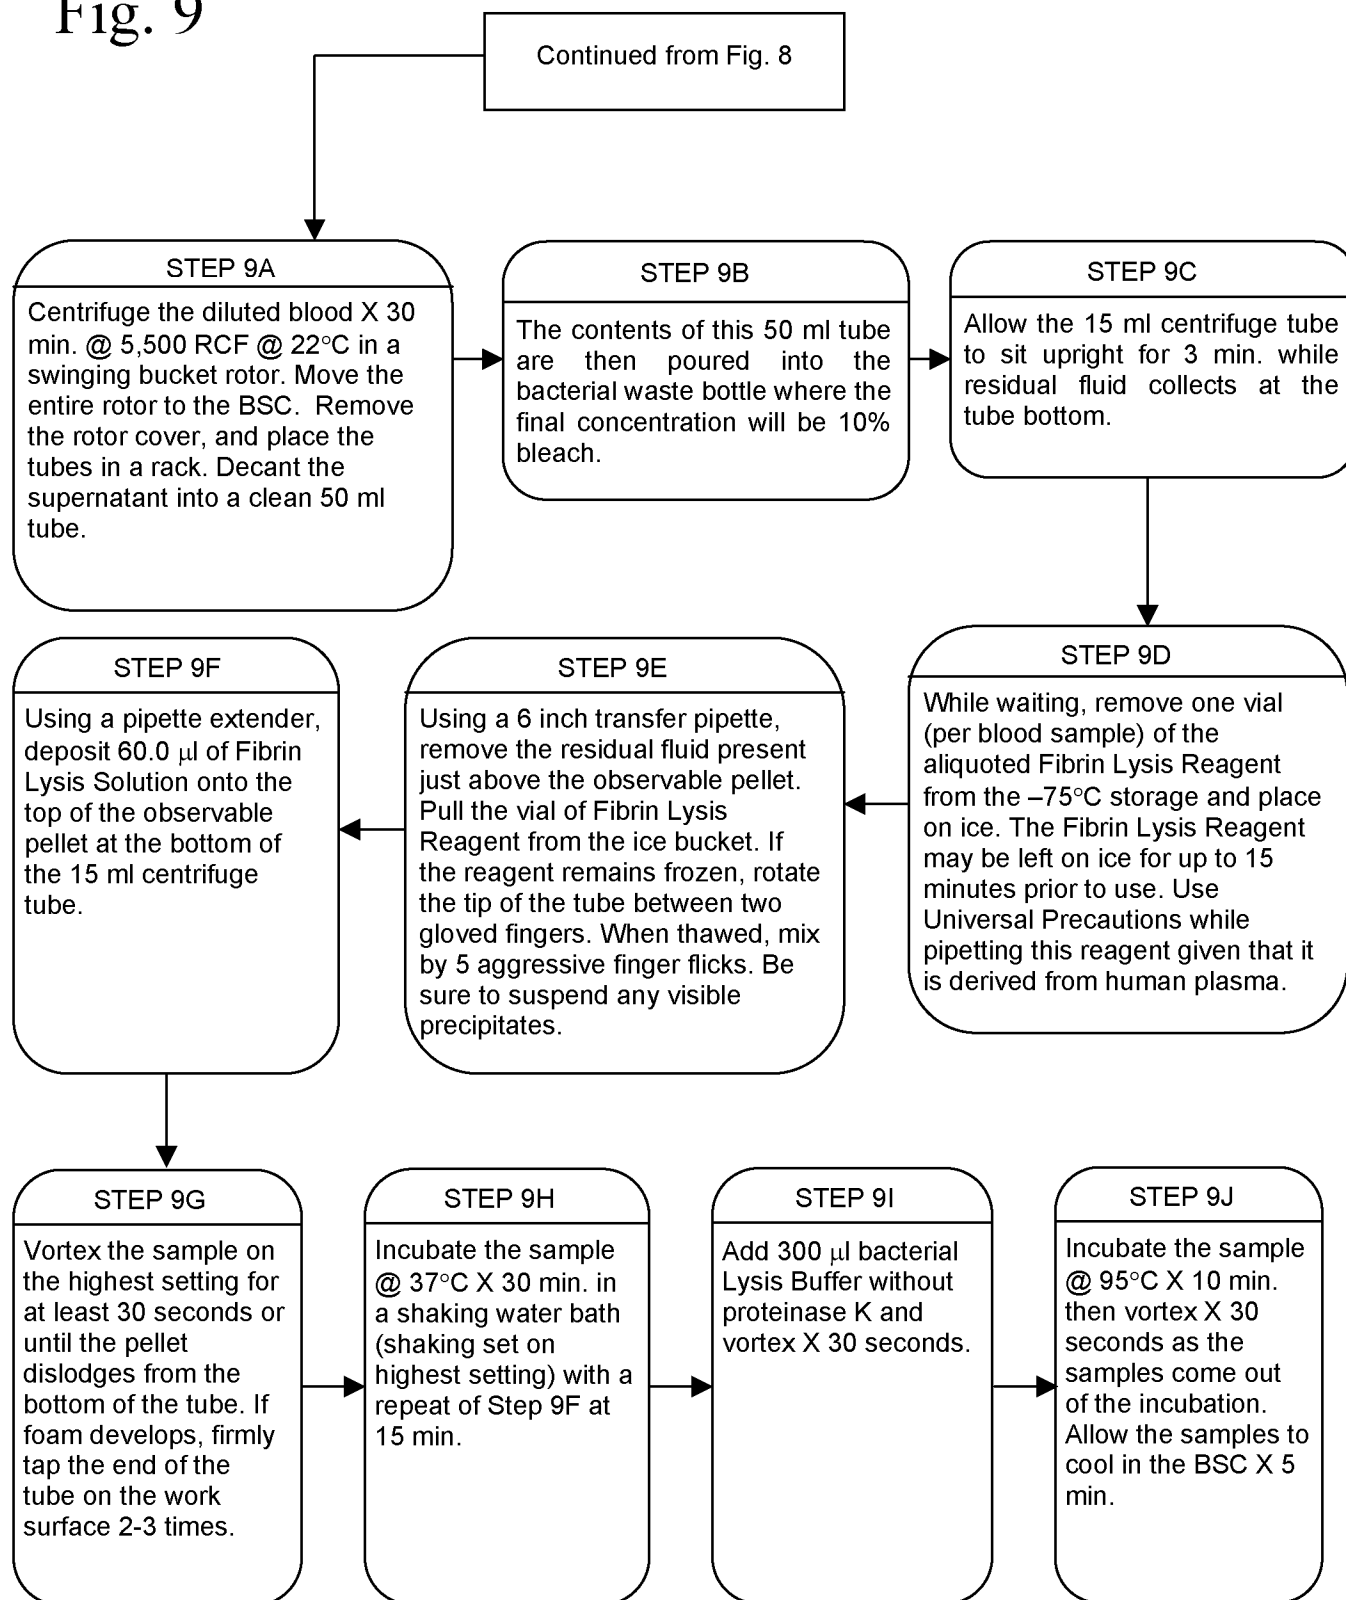 Fig. 9
Continued from Fig. 8
STEP 9A
Centrifuge the diluted blood X 30
min. @ 5,500 RCF @ 22°C in a
swinging bucket rotor. Move the
entire rotor to the BSC. Remove
the rotor cover, and place the
tubes in a rack. Decant the
supernatant into a clean 50 ml
tube.
STEP 9B
The contents of this 50 ml tube
are then poured into the
bacterial waste bottle where the
final concentration will be 10%
bleach.
STEP 9C
Allow the 15 ml centrifuge tube
to sit upright for 3 min. while
residual fluid collects at the
tube bottom.
STEP 9D
While waiting, remove one vial
(per blood sample) of the
aliquoted Fibrin Lysis Reagent
from the –75°C storage and place
on ice. The Fibrin Lysis Reagent
may be left on ice for up to 15
minutes prior to use. Use
Universal Precautions while
pipetting this reagent given that it
is derived from human plasma.
STEP 9E
Using a 6 inch transfer pipette,
remove the residual fluid present
just above the observable pellet.
Pull the vial of Fibrin Lysis
Reagent from the ice bucket. If
the reagent remains frozen, rotate
the tip of the tube between two
gloved fingers. When thawed, mix
by 5 aggressive finger flicks. Be
sure to suspend any visible
precipitates.
STEP 9F
Using a pipette extender,
deposit 60.0 µl of Fibrin
Lysis Solution onto the
top of the observable
pellet at the bottom of
the 15 ml centrifuge
tube.
STEP 9G
Vortex the sample on
the highest setting for
at least 30 seconds or
until the pellet
dislodges from the
bottom of the tube. If
foam develops, firmly
tap the end of the
tube on the work
surface 2-3 times.
STEP 9H
Incubate the sample
@ 37°C X 30 min. in
a shaking water bath
(shaking set on
highest setting) with a
repeat of Step 9F at
15 min.
STEP 9I
Add 300 µl bacterial
Lysis Buffer without
proteinase K and
vortex X 30 seconds.
STEP 9J
Incubate the sample
@ 95°C X 10 min.
then vortex X 30
seconds as the
samples come out
of the incubation.
Allow the samples to
cool in the BSC X 5
min.